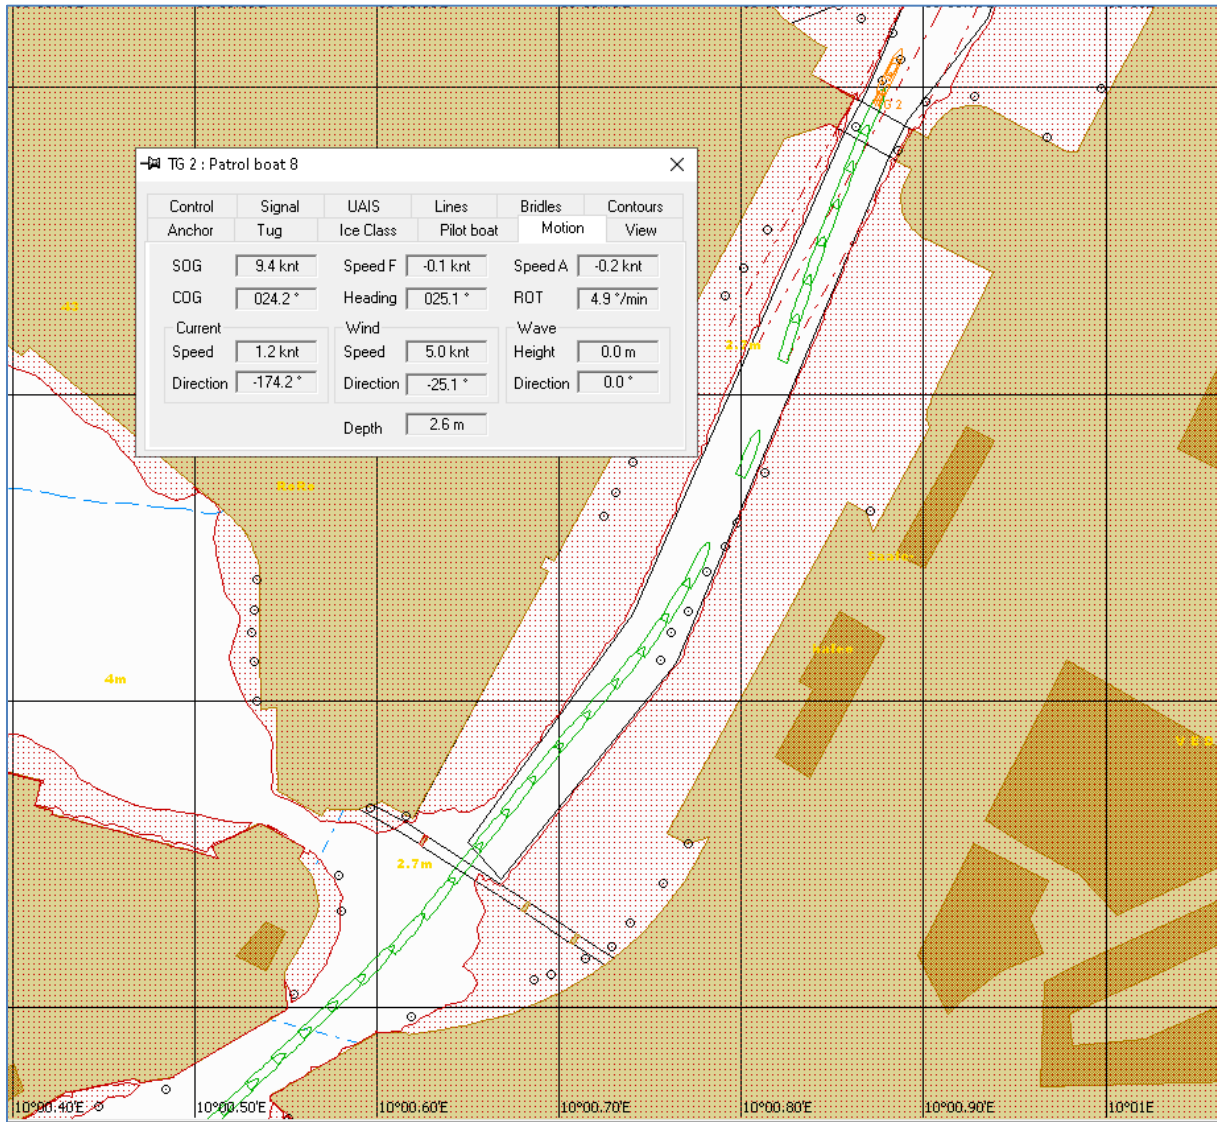 TG 2
TG 2 : Patrol boat 8
Control Signal UAIS Lines Bridles Contours
Anchor Tug Ice Class Pilot boat Motion View
SOG 9.4 knt Speed F -0.1 knt Speed A -0.2 knt
COG 024.2 ° Heading 025.1 ° ROT 4.9 °/min
Current Wind Wave
Speed 1.2 knt Speed 5.0 knt Height 0.0 m
Direction -174.2 ° Direction -25.1 ° Direction 0.0 °
Depth 2.6 m
2.7m
4m
2.7m
10°00.40'E 10°00.50'E 10°00.60'E 10°00.70'E 10°00.80'E 10°00.90'E 10°01'E